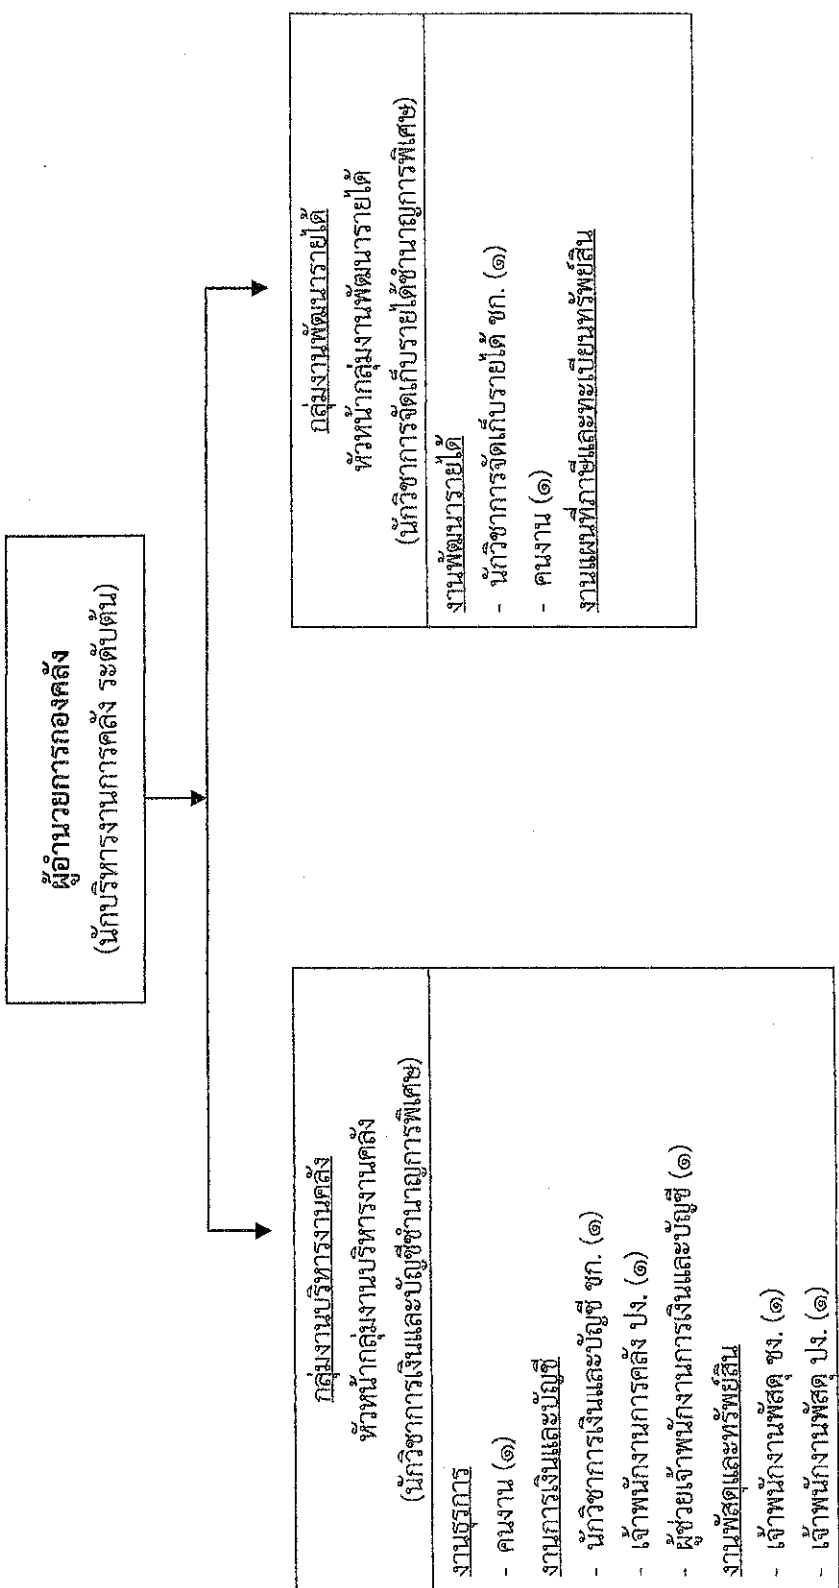 ผู้อำนวยการกองคลัง
(นักบริหารงานการคลัง ระดับต้น)
กลุ่มงานบริหารงานคลัง
หัวหน้ากลุ่มงานบริหารงานคลัง
(นักวิชาการเงินและบัญชีชำนาญการพิเศษ)
งานธุรการ
- คนงาน (๑)
งานการเงินและบัญชี
- นักวิชาการเงินและบัญชี ชก. (๑)
- เจ้าพนักงานการคลัง ปง. (๑)
- ผู้ช่วยเจ้าพนักงานการเงินและบัญชี (๑)
งานพัสดุและทรัพย์สิน
- เจ้าพนักงานพัสดุ ชง. (๑)
- เจ้าพนักงานพัสดุ ปง. (๑)
กลุ่มงานพัฒนารายได้
หัวหน้ากลุ่มงานพัฒนารายได้
(นักวิชาการจัดเก็บรายได้ชำนาญการพิเศษ)
งานพัฒนารายได้
- นักวิชาการจัดเก็บรายได้ ชก. (๑)
- คนงาน (๑)
งานแผนที่ภาษีและทะเบียนทรัพย์สิน